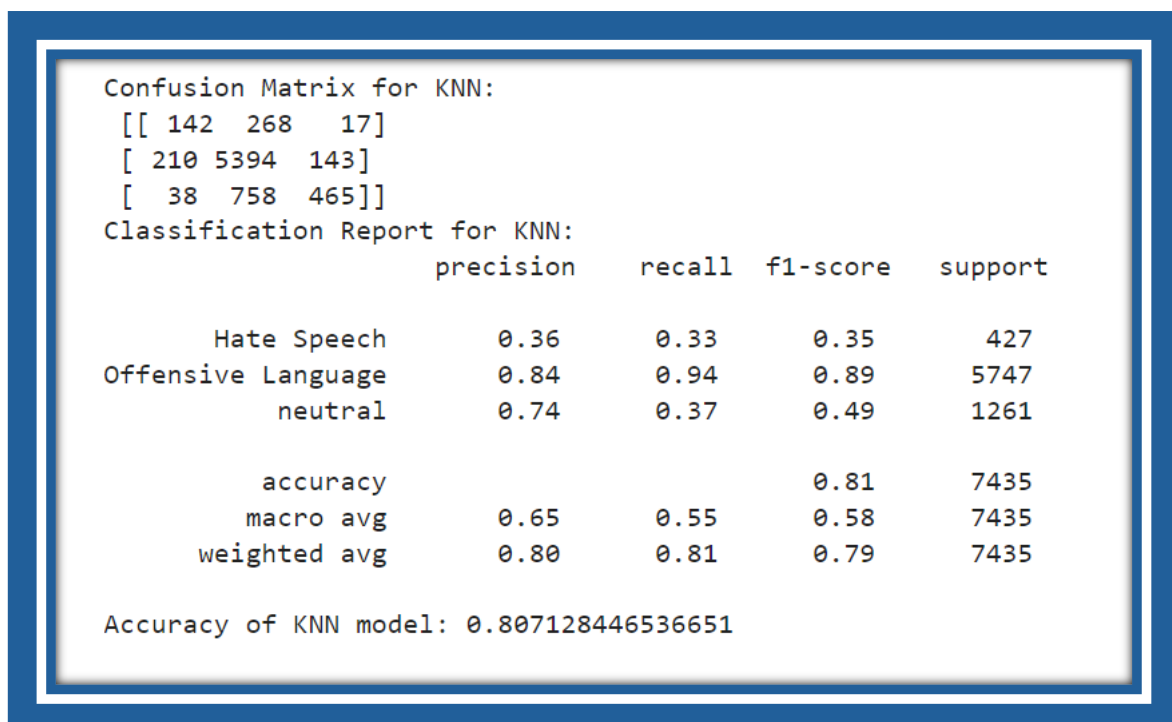 Confusion Matrix for KNN:
[[ 142 268 17]
[ 210 5394 143]
[ 38 758 465]]
Classification Report for KNN:
precision recall f1-score support
Hate Speech 0.36 0.33 0.35 427
Offensive Language 0.84 0.94 0.89 5747
neutral 0.74 0.37 0.49 1261
accuracy 0.81 7435
macro avg 0.65 0.55 0.58 7435
weighted avg 0.80 0.81 0.79 7435
Accuracy of KNN model: 0.807128446536651